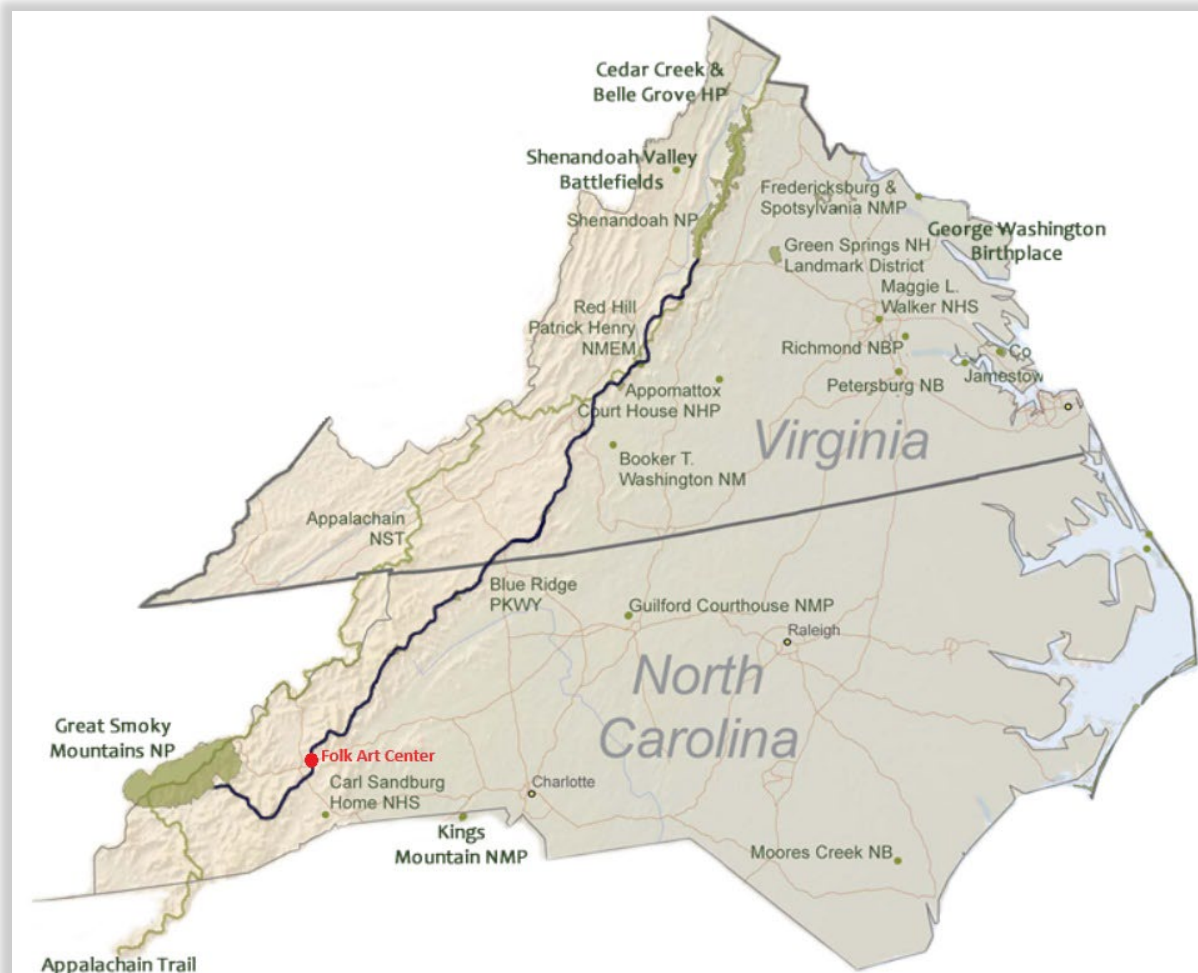 Cedar Creek &
Belle Grove HP
Shenandoah Valley
Battlefields
Shenandoah NP
Fredericksburg &
Spotsylvania NMP
George Washington
Birthplace
Green Springs NH
Landmark District
Maggie L.
Walker NHS
Red Hill
Patrick Henry
NMEM
Richmond NBP
Co
Jamestow
Petersburg NB
Appomattox
Court House NHP
Virginia
Booker T.
Washington NM
Appalachain
NST
Blue Ridge
PKWY
Guilford Courthouse NMP
Raleigh
North
Carolina
Great Smoky
Mountains NP
Folk Art Center
Carl Sandburg
Home NHS
Charlotte
Kings
Mountain NMP
Moores Creek NB
Appalachain Trail